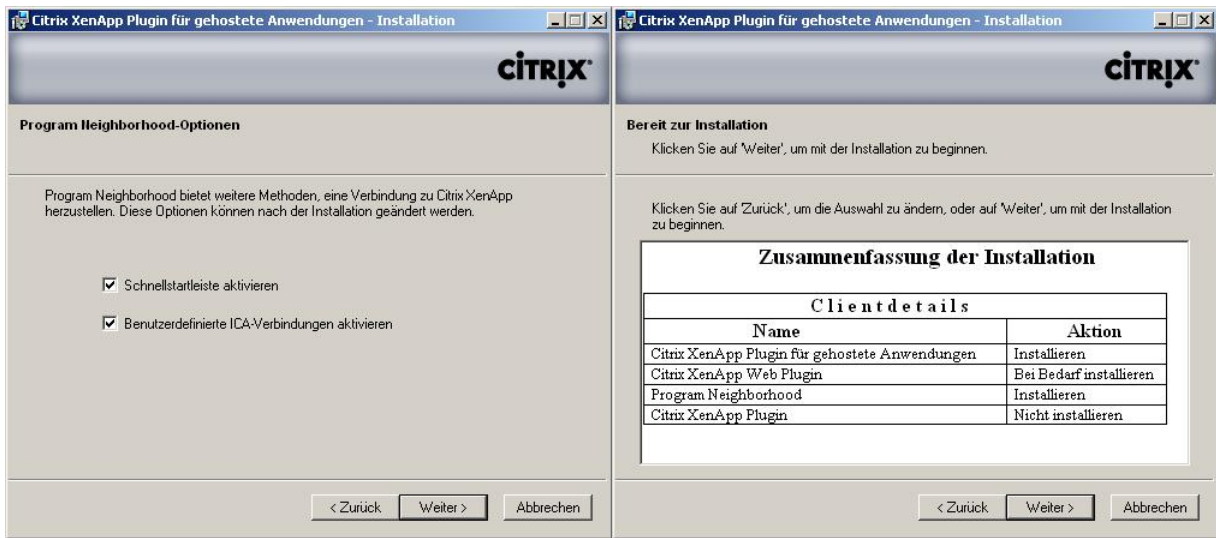 Citrix XenApp Plugin für gehostete Anwendungen - Installation
CITRIX
Program Neighborhood-Optionen
Program Neighborhood bietet weitere Methoden, eine Verbindung zu Citrix XenApp
herzustellen. Diese Optionen können nach der Installation geändert werden.
Schnellstartleiste aktivieren
Benutzerdefinierte ICA-Verbindungen aktivieren
< Zurück
Weiter >
Abbrechen
Citrix XenApp Plugin für gehostete Anwendungen - Installation
CITRIX
Bereit zur Installation
Klicken Sie auf 'Weiter', um mit der Installation zu beginnen.
Klicken Sie auf 'Zurück', um die Auswahl zu ändern, oder auf 'Weiter', um mit der Installation
zu beginnen.
Zusammenfassung der Installation
Clientdetails
Name Aktion
Citrix XenApp Plugin für gehostete Anwendungen Installieren
Citrix XenApp Web Plugin Bei Bedarf installieren
Program Neighborhood Installieren
Citrix XenApp Plugin Nicht installieren
< Zurück
Weiter >
Abbrechen